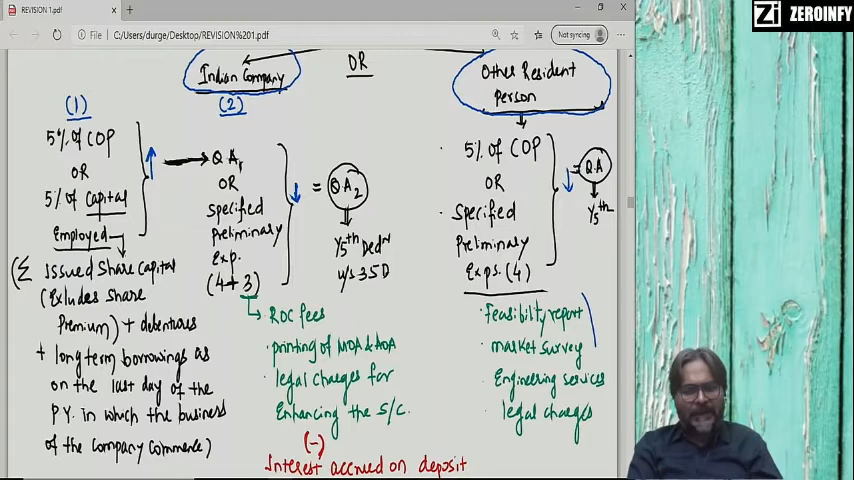 REVISION 1.pdf
File | C:/Users/durge/Desktop/REVISION%201.pdf
Not syncing
Zi ZEROINFY
Indian Company
OR
Other Resident
Person
(1)
5% of COP
OR
5% of Capital
Employed
(Σ Issued Share Capital
(Exludes Share
Premium) + debentures
+ long term borrowings as
on the last day of the
P.Y. in which the business
of the Company Commerce)
(2)
QA1
OR
Specified
Preliminary
Exp.
(4+3)
= QA2
1/5th Dedn
u/s 35D
ROC fees
· printing of MOA & AOA
· legal charges for
Enhancing the S/C.
(-)
Interest accrued on deposit
· 5% of COP
OR
· Specified
Preliminary
Exps. (4)
= QA
1/5th
· Feasibility report
· market survey
· Engineering services
· legal charges